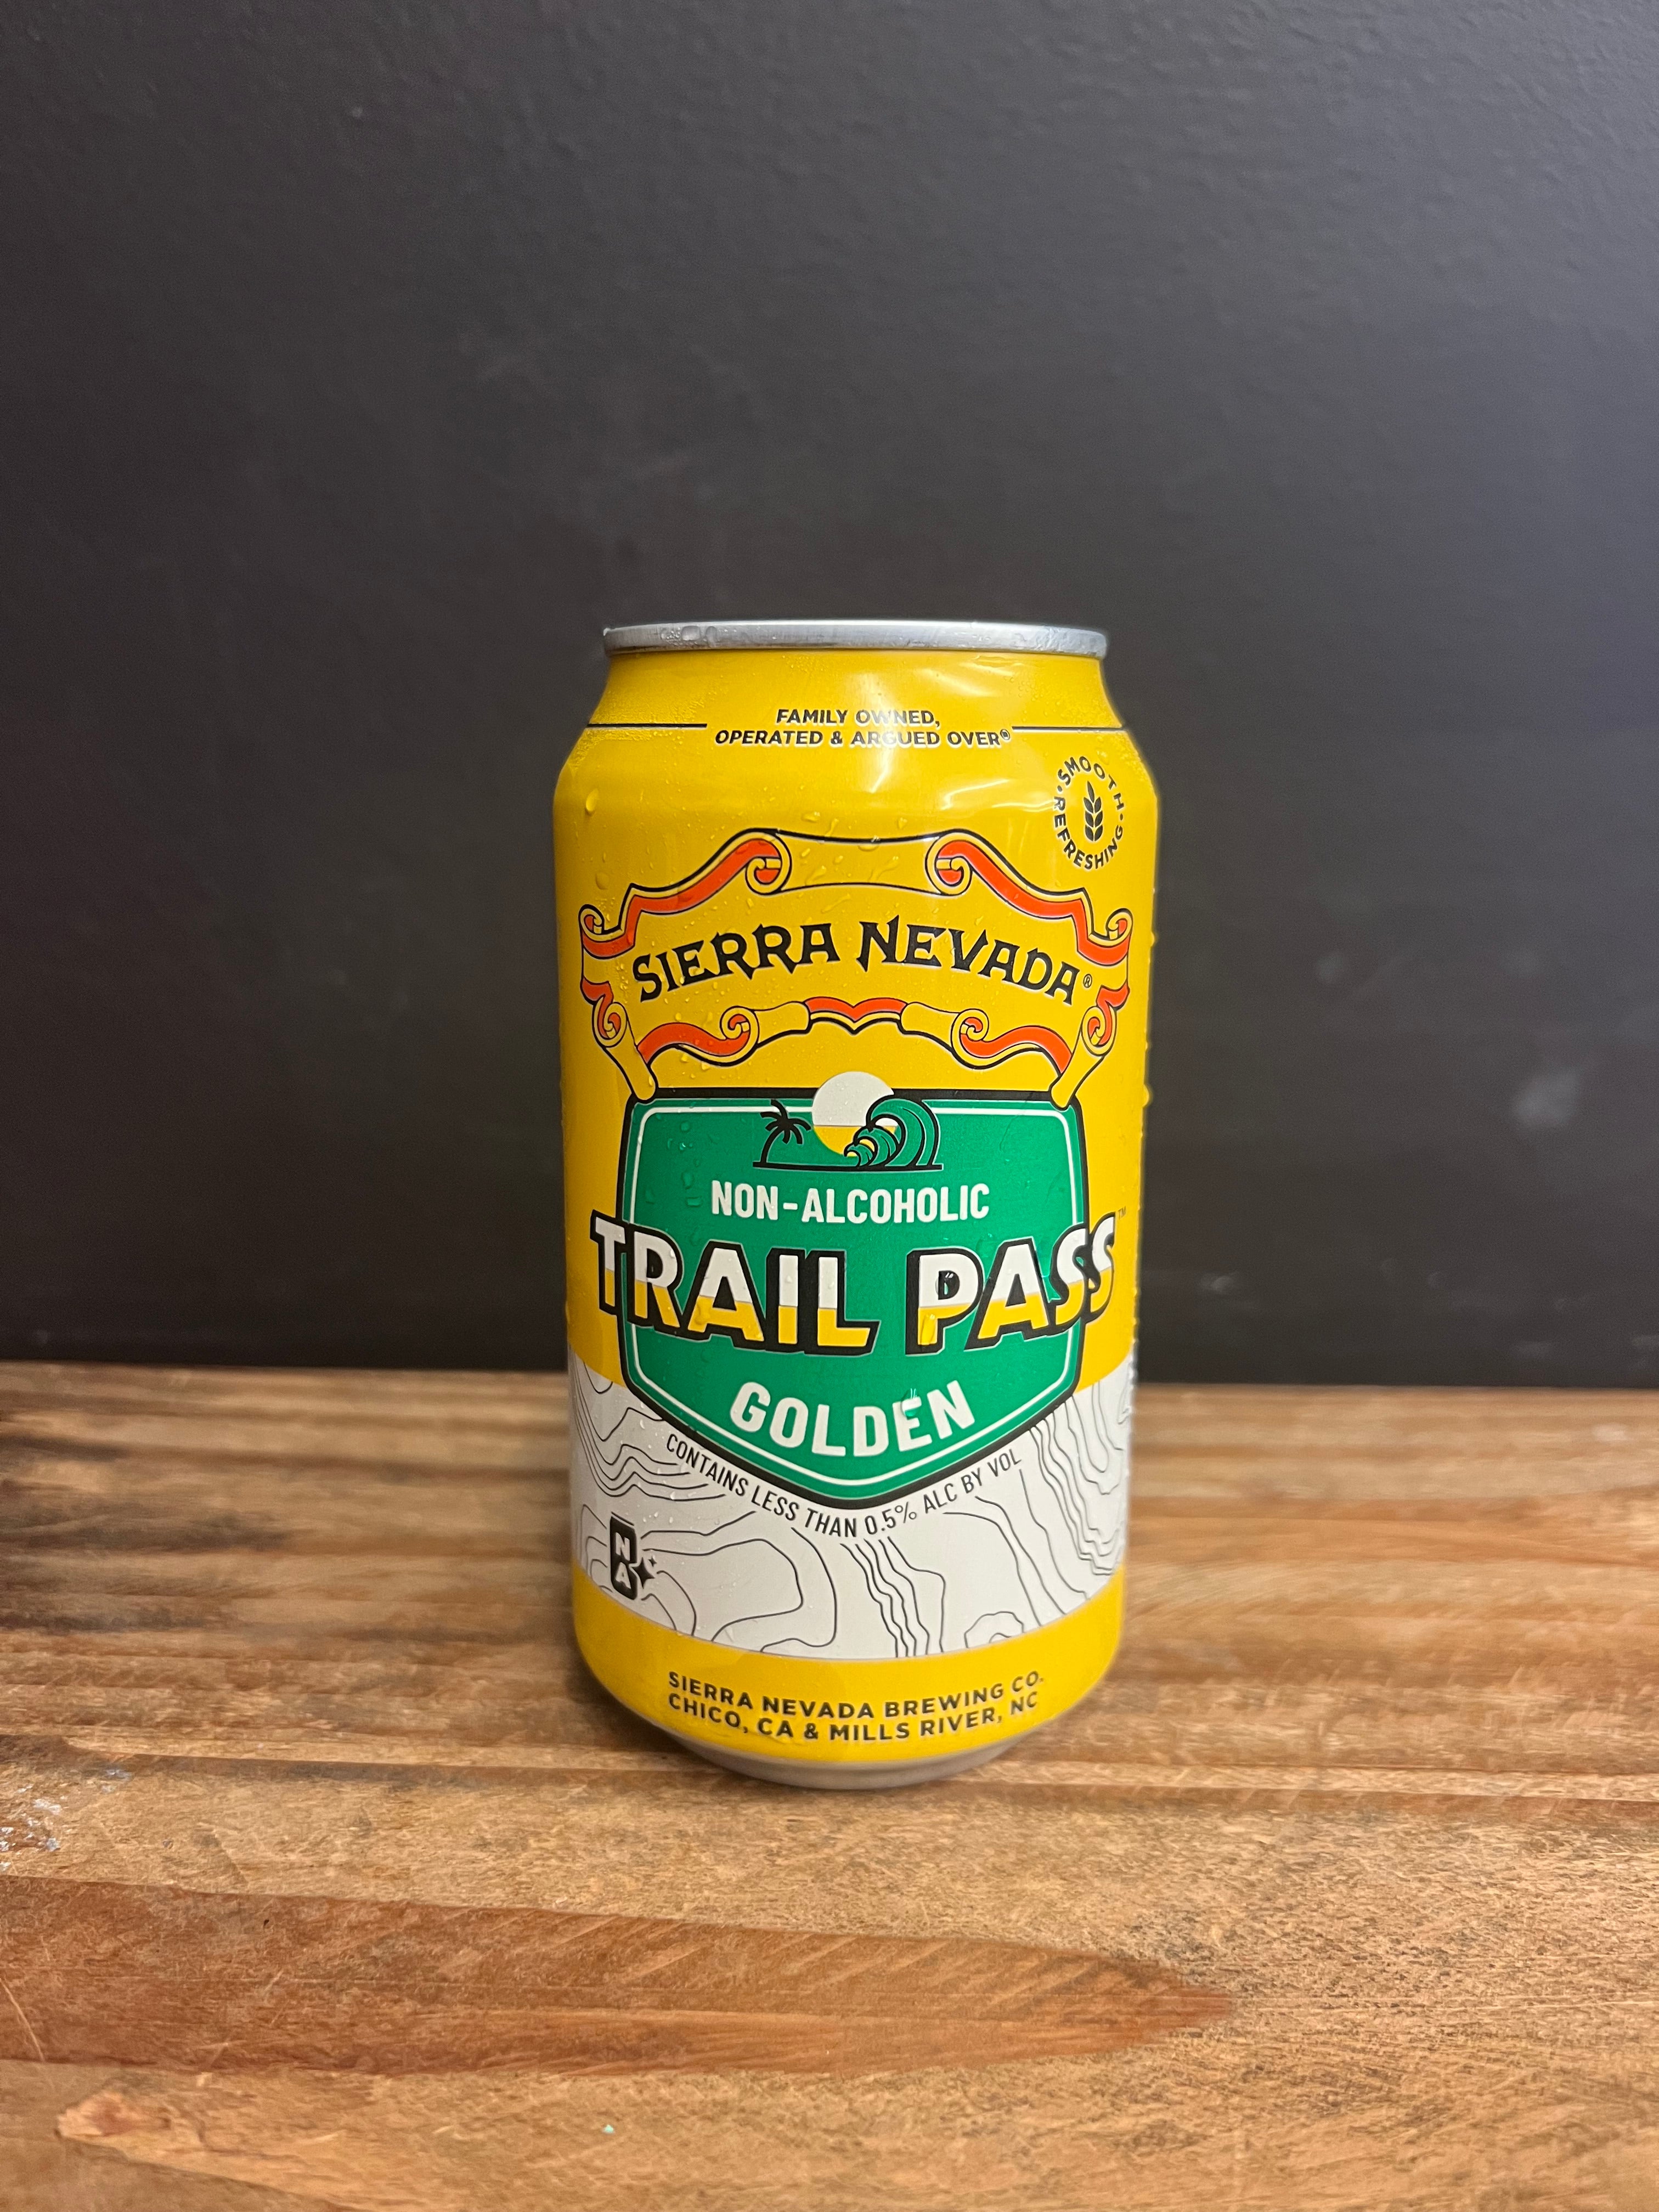 FAMILY OWNED,
OPERATED & ARGUED OVER®
SMOOTH • REFRESHING •
SIERRA NEVADA®
NON-ALCOHOLIC
TRAIL PASS™
GOLDEN
CONTAINS LESS THAN 0.5% ALC BY VOL
NA
SIERRA NEVADA BREWING CO.
CHICO, CA & MILLS RIVER, NC